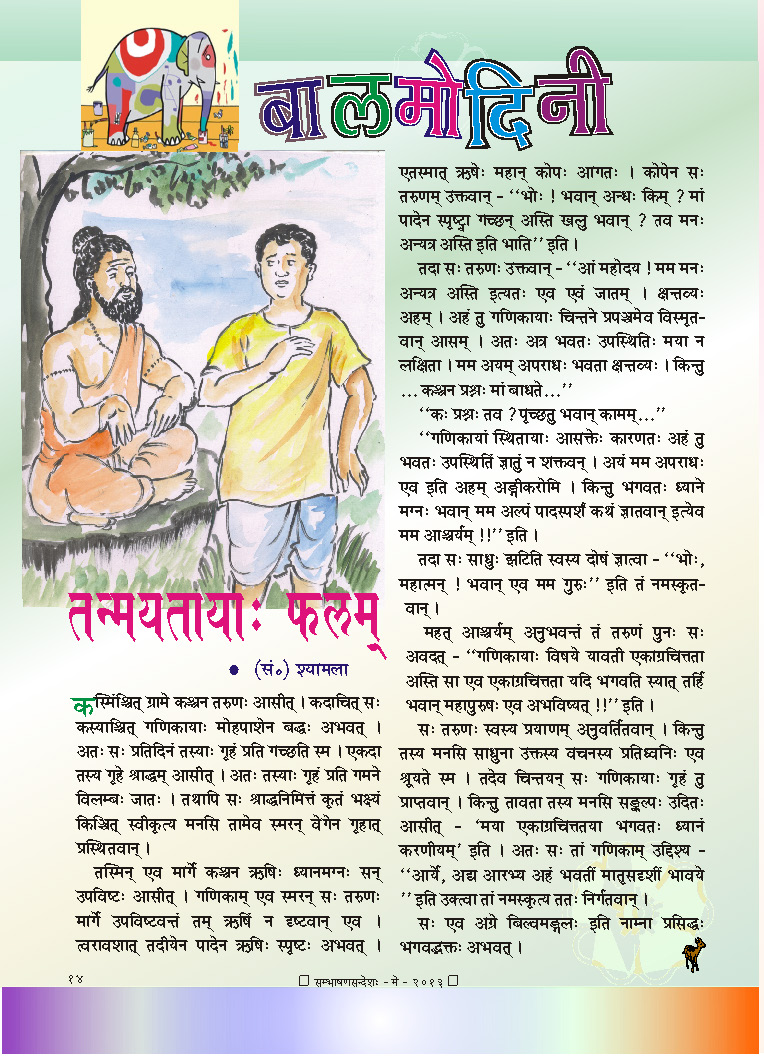 बालमोदिनी
तन्मयतायाः फलम्
• (सं०) श्यामला
कस्मिंश्चित् ग्रामे कश्चन तरुणः आसीत् । कदाचित् सः
कस्याश्चित् गणिकायाः मोहपाशेन बद्धः अभवत् ।
अतः सः प्रतिदिनं तस्याः गृहं प्रति गच्छति स्म । एकदा
तस्य गृहे श्राद्धम् आसीत् । अतः तस्याः गृहं प्रति गमने
विलम्बः जातः । तथापि सः श्राद्धनिमित्तं कृतं भक्ष्यं
किञ्चित् स्वीकृत्य मनसि तामेव स्मरन् वेगेन गृहात्
प्रस्थितवान् ।
तस्मिन् एव मार्गे कश्चन ऋषिः ध्यानमग्नः सन्
उपविष्टः आसीत् । गणिकाम् एव स्मरन् सः तरुणः
मार्गे उपविष्टवन्तं तम् ऋषिं न दृष्टवान् एव ।
त्वरावशात् तदीयेन पादेन ऋषिः स्पृष्टः अभवत् ।
एतस्मात् ऋषेः महान् कोपः आगतः । कोपेन सः
तरुणम् उक्तवान् - ‘‘भोः ! भवान् अन्धः किम् ? मां
पादेन स्पृष्ट्वा गच्छन् अस्ति खलु भवान् ? तव मनः
अन्यत्र अस्ति इति भाति’’ इति ।
तदा सः तरुणः उक्तवान् - ‘‘आं महोदय ! मम मनः
अन्यत्र अस्ति इत्यतः एव एवं जातम् । क्षन्तव्यः
अहम् । अहं तु गणिकायाः चिन्तने प्रपञ्चमेव विस्मृत-
वान् आसम् । अतः अत्र भवतः उपस्थितिः मया न
लक्षिता । मम अयम् अपराधः भवता क्षन्तव्यः । किन्तु
... कश्चन प्रश्नः मां बाधते...’’
‘‘कः प्रश्नः तव ? पृच्छतु भवान् कामम्...’’
‘‘गणिकायां स्थितायाः आसक्तेः कारणतः अहं तु
भवतः उपस्थितिं ज्ञातुं न शक्तवन् । अयं मम अपराधः
एव इति अहम् अङ्गीकरोमि । किन्तु भगवतः ध्याने
मग्नः भवान् मम अल्पं पादस्पर्शं कथं ज्ञातवान् इत्येव
मम आश्चर्यम् !!’’ इति ।
तदा सः साधुः झटिति स्वस्य दोषं ज्ञात्वा - ‘‘भोः,
महात्मन् ! भवान् एव मम गुरुः’’ इति तं नमस्कृत-
वान् ।
महत् आश्चर्यम् अनुभवन्तं तं तरुणं पुनः सः
अवदत् - ‘‘गणिकायाः विषये यावती एकाग्रचित्तता
अस्ति सा एव एकाग्रचित्तता यदि भगवति स्यात् तर्हि
भवान् महापुरुषः एव अभविष्यत् !!’’ इति ।
सः तरुणः स्वस्य प्रयाणम् अनुवर्तितवान् । किन्तु
तस्य मनसि साधुना उक्तस्य वचनस्य प्रतिध्वनिः एव
श्रूयते स्म । तदेव चिन्तयन् सः गणिकायाः गृहं तु
प्राप्तवान् । किन्तु तावता तस्य मनसि सङ्कल्पः उदितः
आसीत् - ‘मया एकाग्रचित्ततया भगवतः ध्यानं
करणीयम्’ इति । अतः सः तां गणिकाम् उद्दिश्य -
‘‘आर्ये, अद्य आरभ्य अहं भवतीं मातृसदृशीं भावये
’’ इति उक्त्वा तां नमस्कृत्य ततः निर्गतवान् ।
सः एव अग्रे बिल्वमङ्गलः इति नाम्ना प्रसिद्धः
भगवद्भक्तः अभवत् ।
१४
□ सम्भाषणसन्देशः - मे - २०१३ □